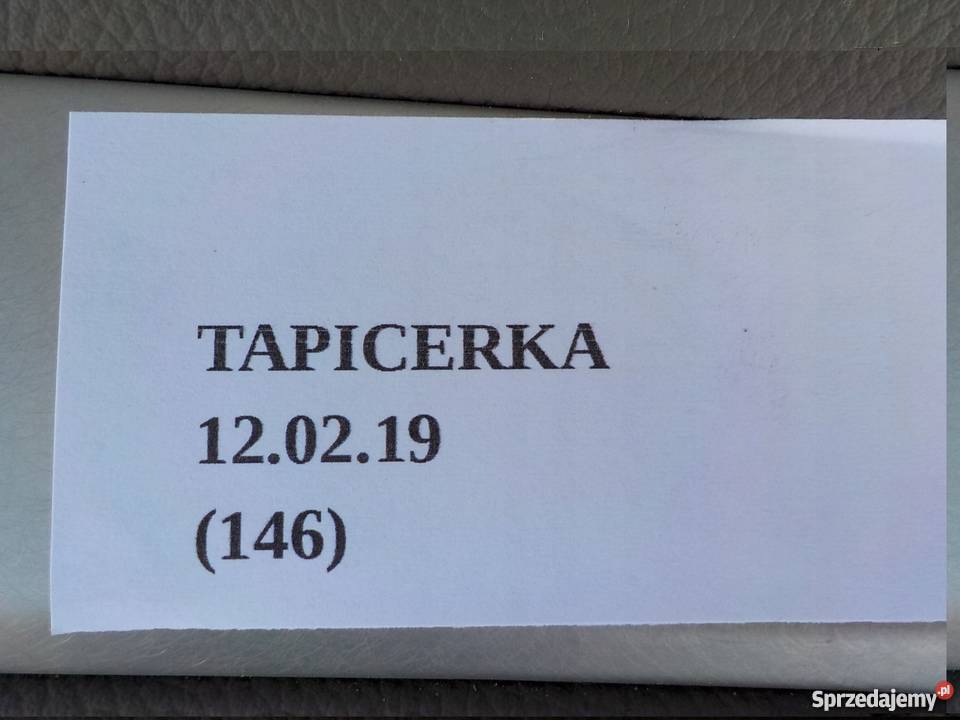 TAPICERKA
12.02.19
(146)
Sprzedajemy.pl